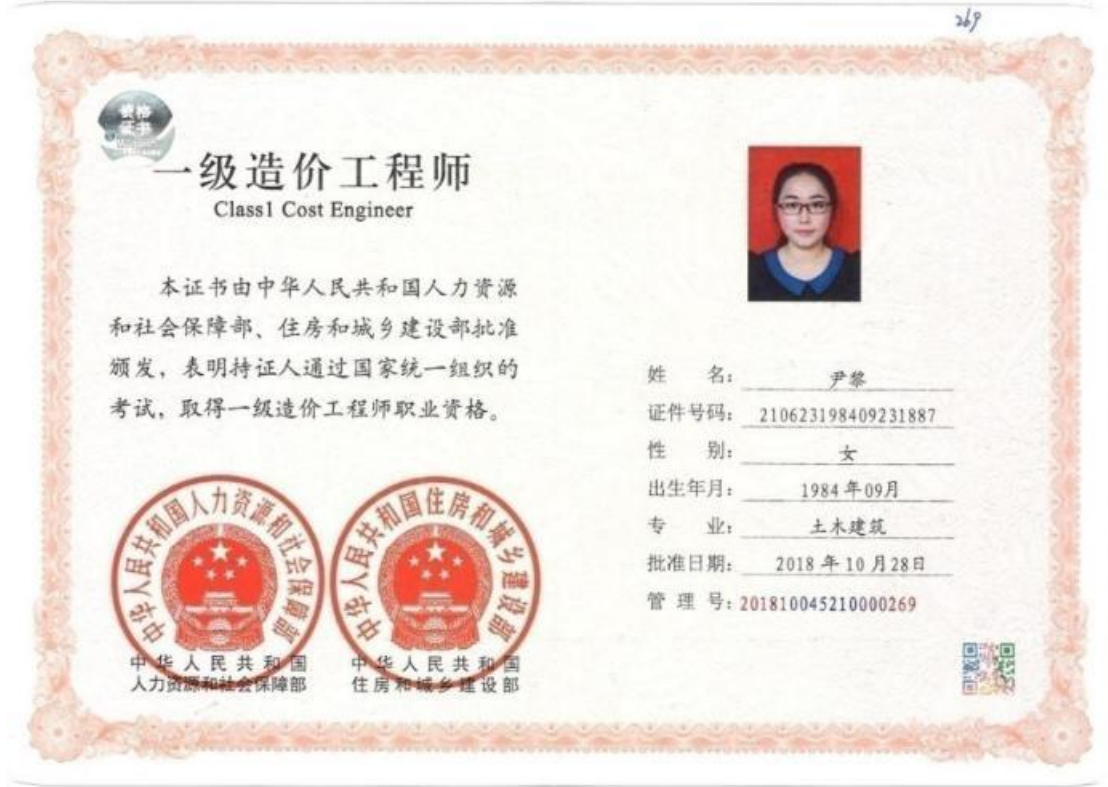 269
资格
证书
一级造价工程师
Class1 Cost Engineer
本证书由中华人民共和国人力资源
和社会保障部、住房和城乡建设部批准
颁发，表明持证人通过国家统一组织的
考试，取得一级造价工程师职业资格。
姓 名：尹黎
证件号码：210623198409231887
性 别：女
出生年月：1984年09月
专 业：土木建筑
批准日期：2018年10月28日
管 理 号：201810045210000269
中华人民共和国人力资源和社会保障部
中华人民共和国住房和城乡建设部
中华人民共和国
人力资源和社会保障部
中华人民共和国
住房和城乡建设部